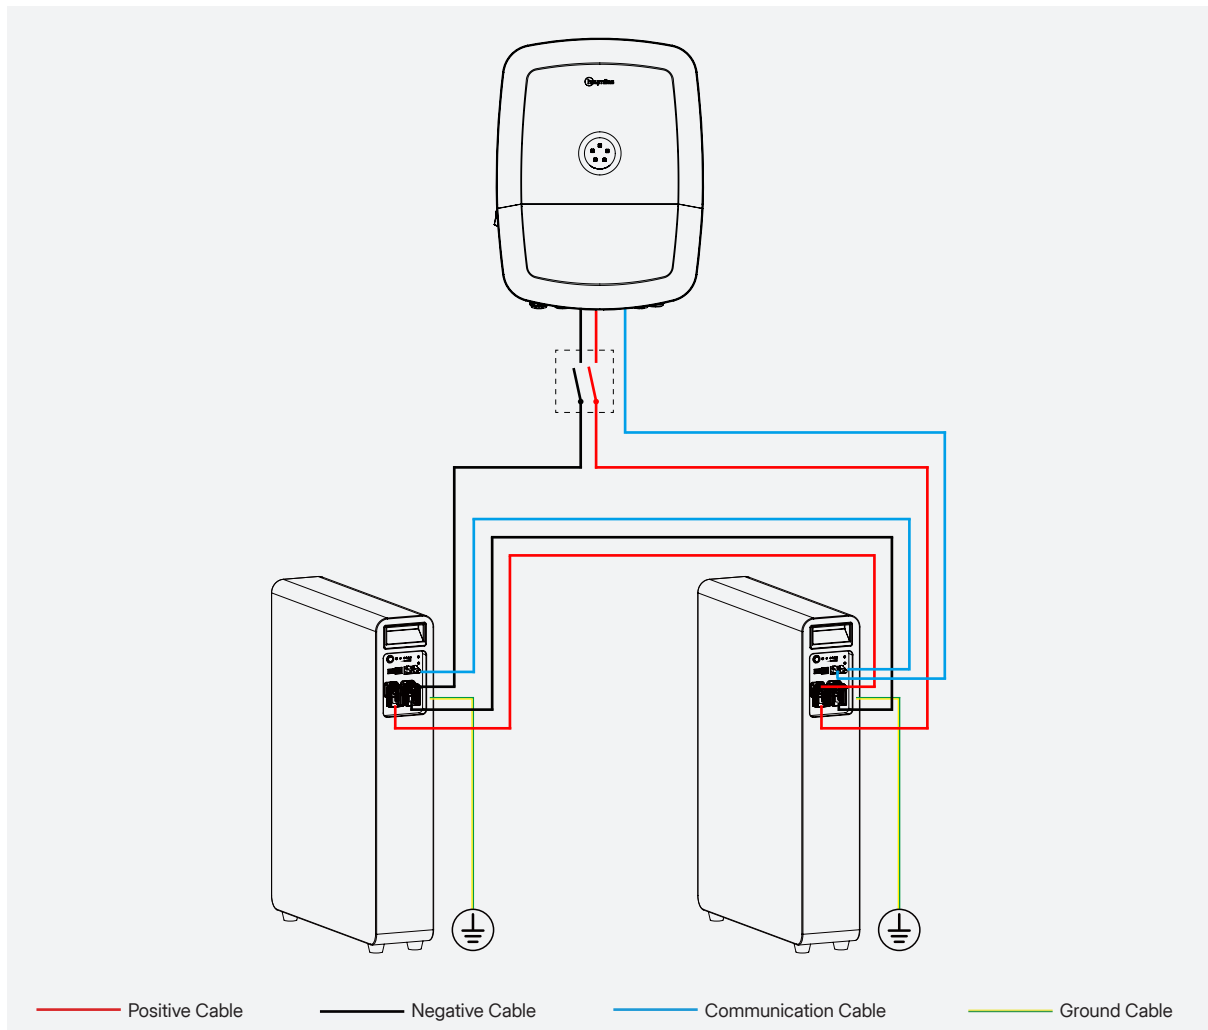 Positive Cable
Negative Cable
Communication Cable
Ground Cable